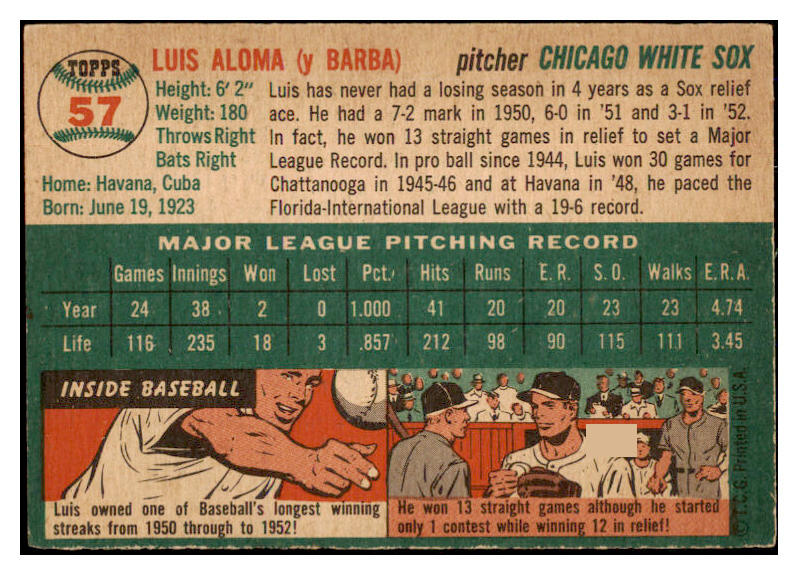 TOPPS
57
LUIS ALOMA (y BARBA)
pitcher CHICAGO WHITE SOX
Height: 6' 2"
Weight: 180
Throws Right
Bats Right
Home: Havana, Cuba
Born: June 19, 1923
Luis has never had a losing season in 4 years as a Sox relief
ace. He had a 7-2 mark in 1950, 6-0 in '51 and 3-1 in '52.
In fact, he won 13 straight games in relief to set a Major
League Record. In pro ball since 1944, Luis won 30 games for
Chattanooga in 1945-46 and at Havana in '48, he paced the
Florida-International League with a 19-6 record.
MAJOR LEAGUE PITCHING RECORD
Games Innings Won Lost Pct. Hits Runs E.R. S.O. Walks E.R.A.
Year 24 38 2 0 1.000 41 20 20 23 23 4.74
Life 116 235 18 3 .857 212 98 90 115 111 3.45
INSIDE BASEBALL
Luis owned one of Baseball's longest winning
streaks from 1950 through to 1952!
He won 13 straight games although he started
only 1 contest while winning 12 in relief!
© T.C.G. Printed in U.S.A.